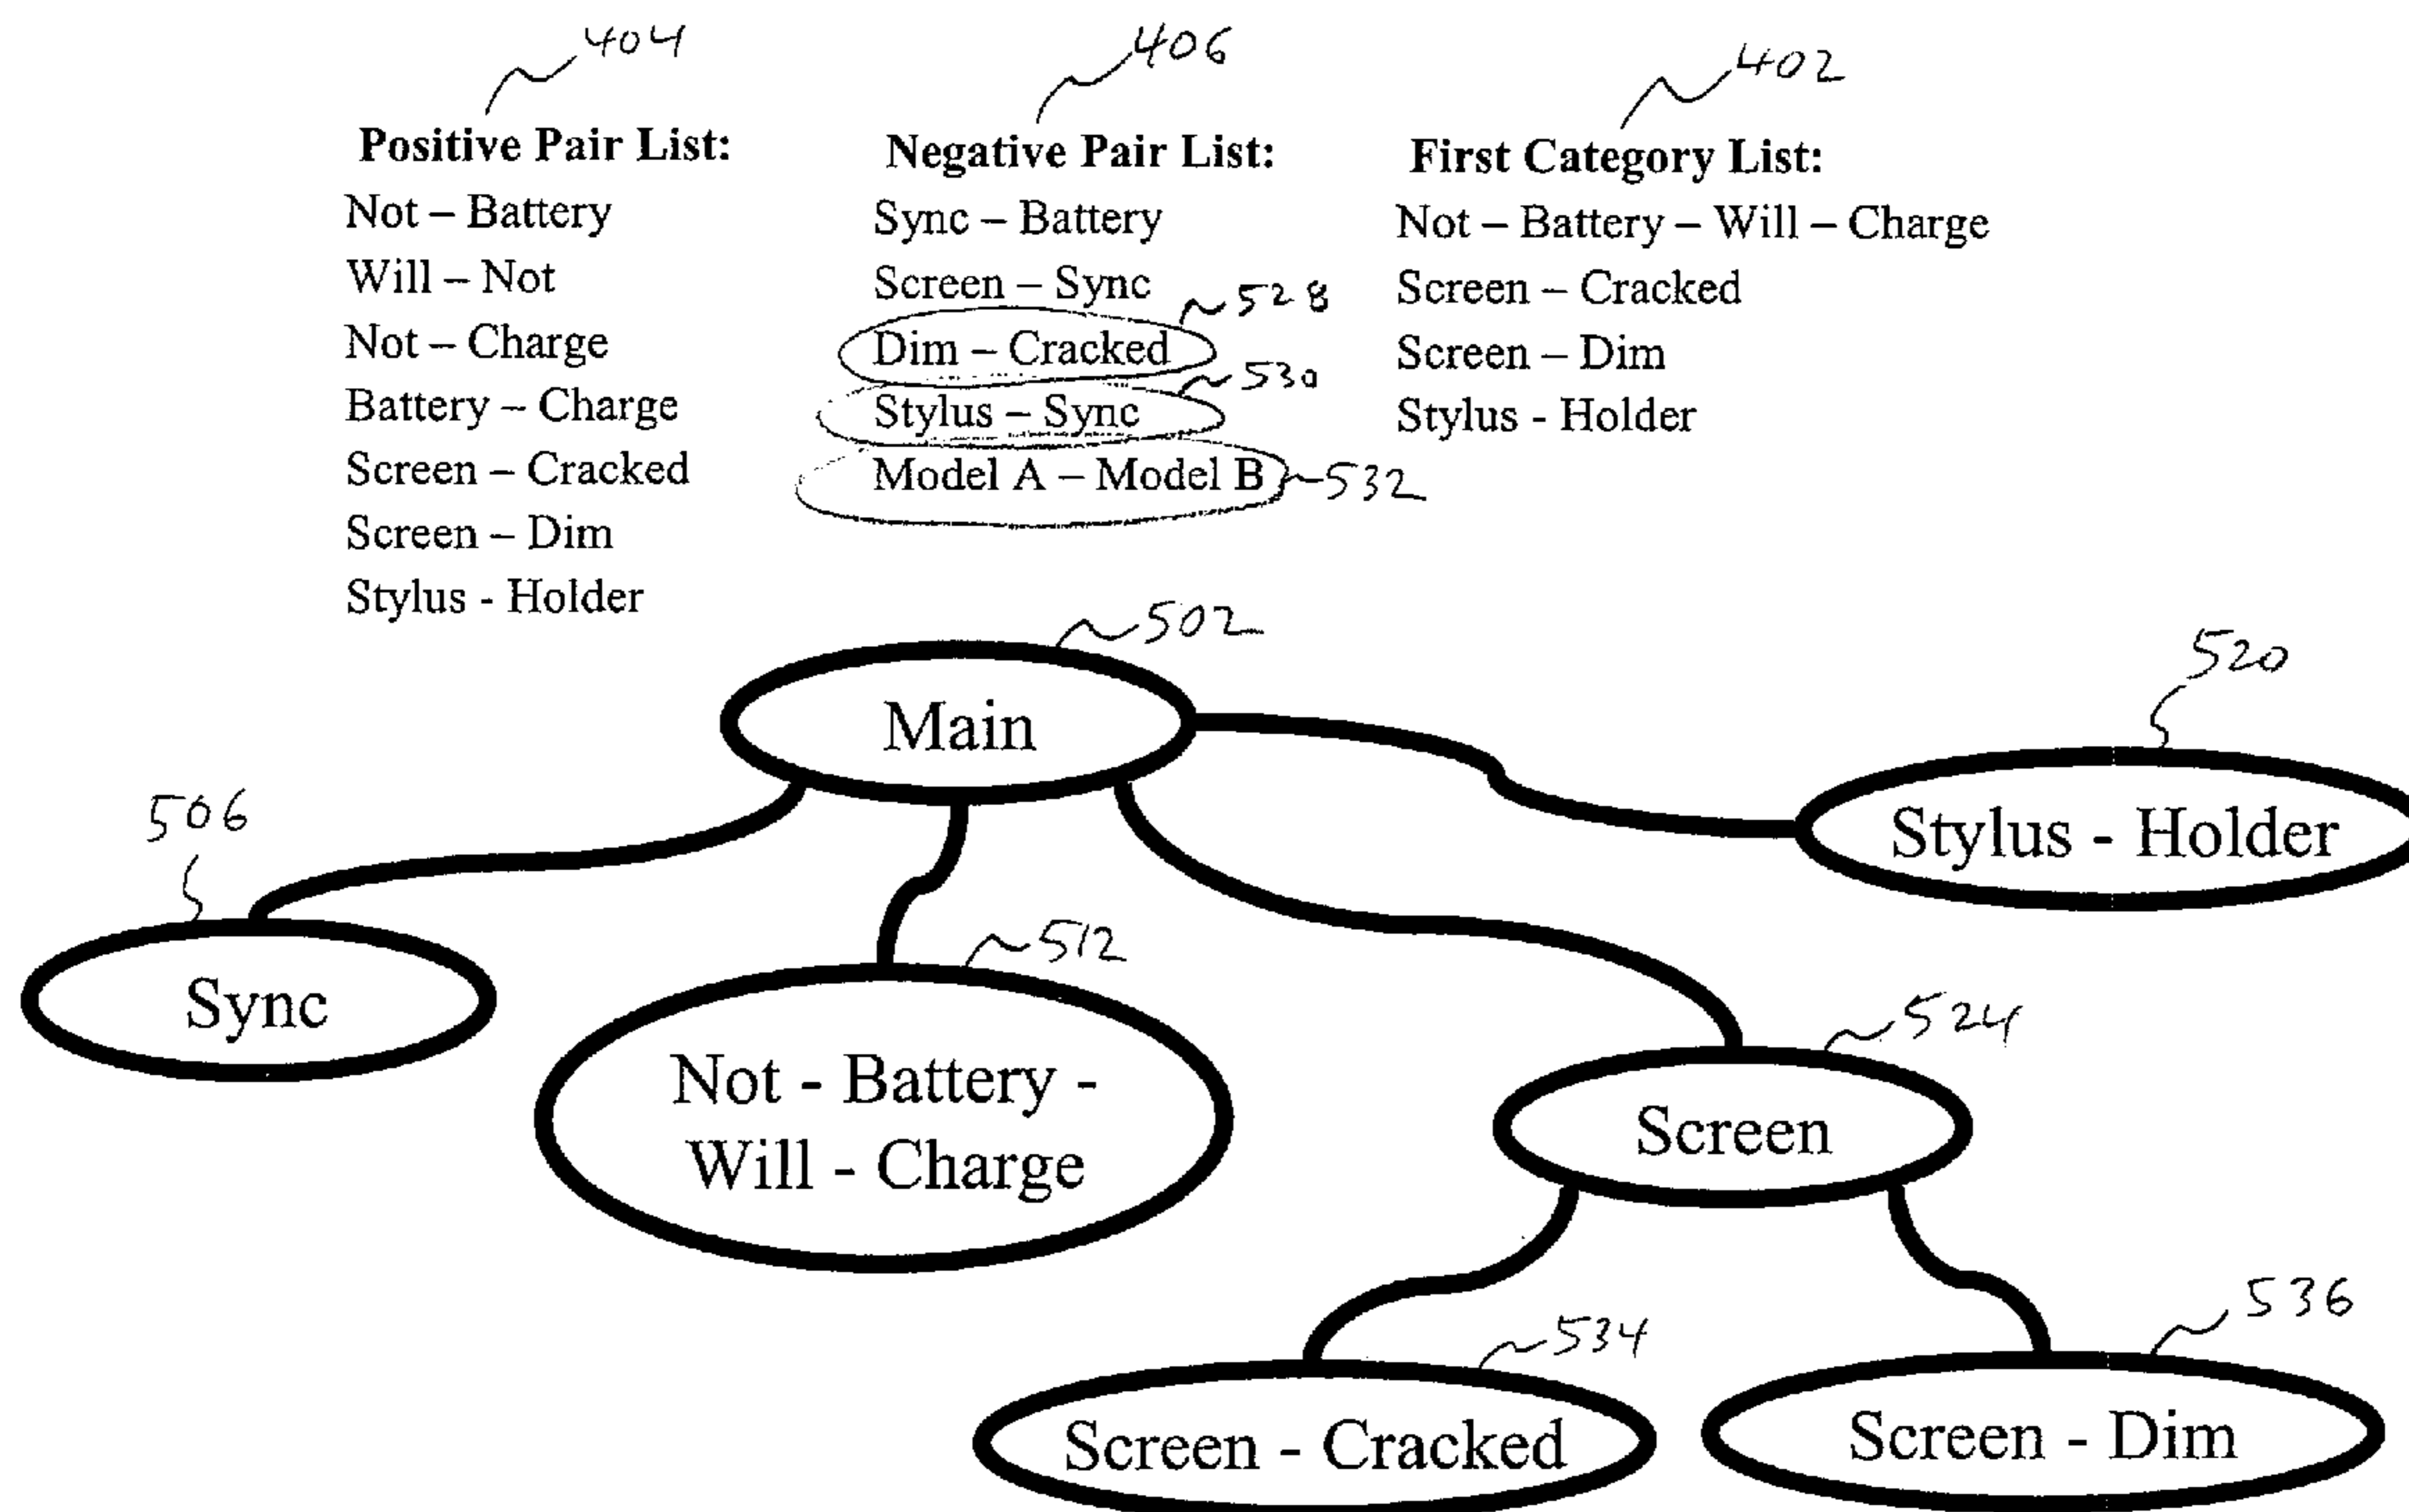 404
406
402
Positive Pair List:
Not – Battery
Will – Not
Not – Charge
Battery – Charge
Screen – Cracked
Screen – Dim
Stylus - Holder
Negative Pair List:
Sync – Battery
Screen – Sync
528
Dim – Cracked
530
Stylus – Sync
Model A – Model B
532
First Category List:
Not – Battery – Will – Charge
Screen – Cracked
Screen – Dim
Stylus - Holder
502
Main
520
Stylus - Holder
506
Sync
512
Not - Battery -
Will - Charge
524
Screen
534
Screen - Cracked
536
Screen - Dim